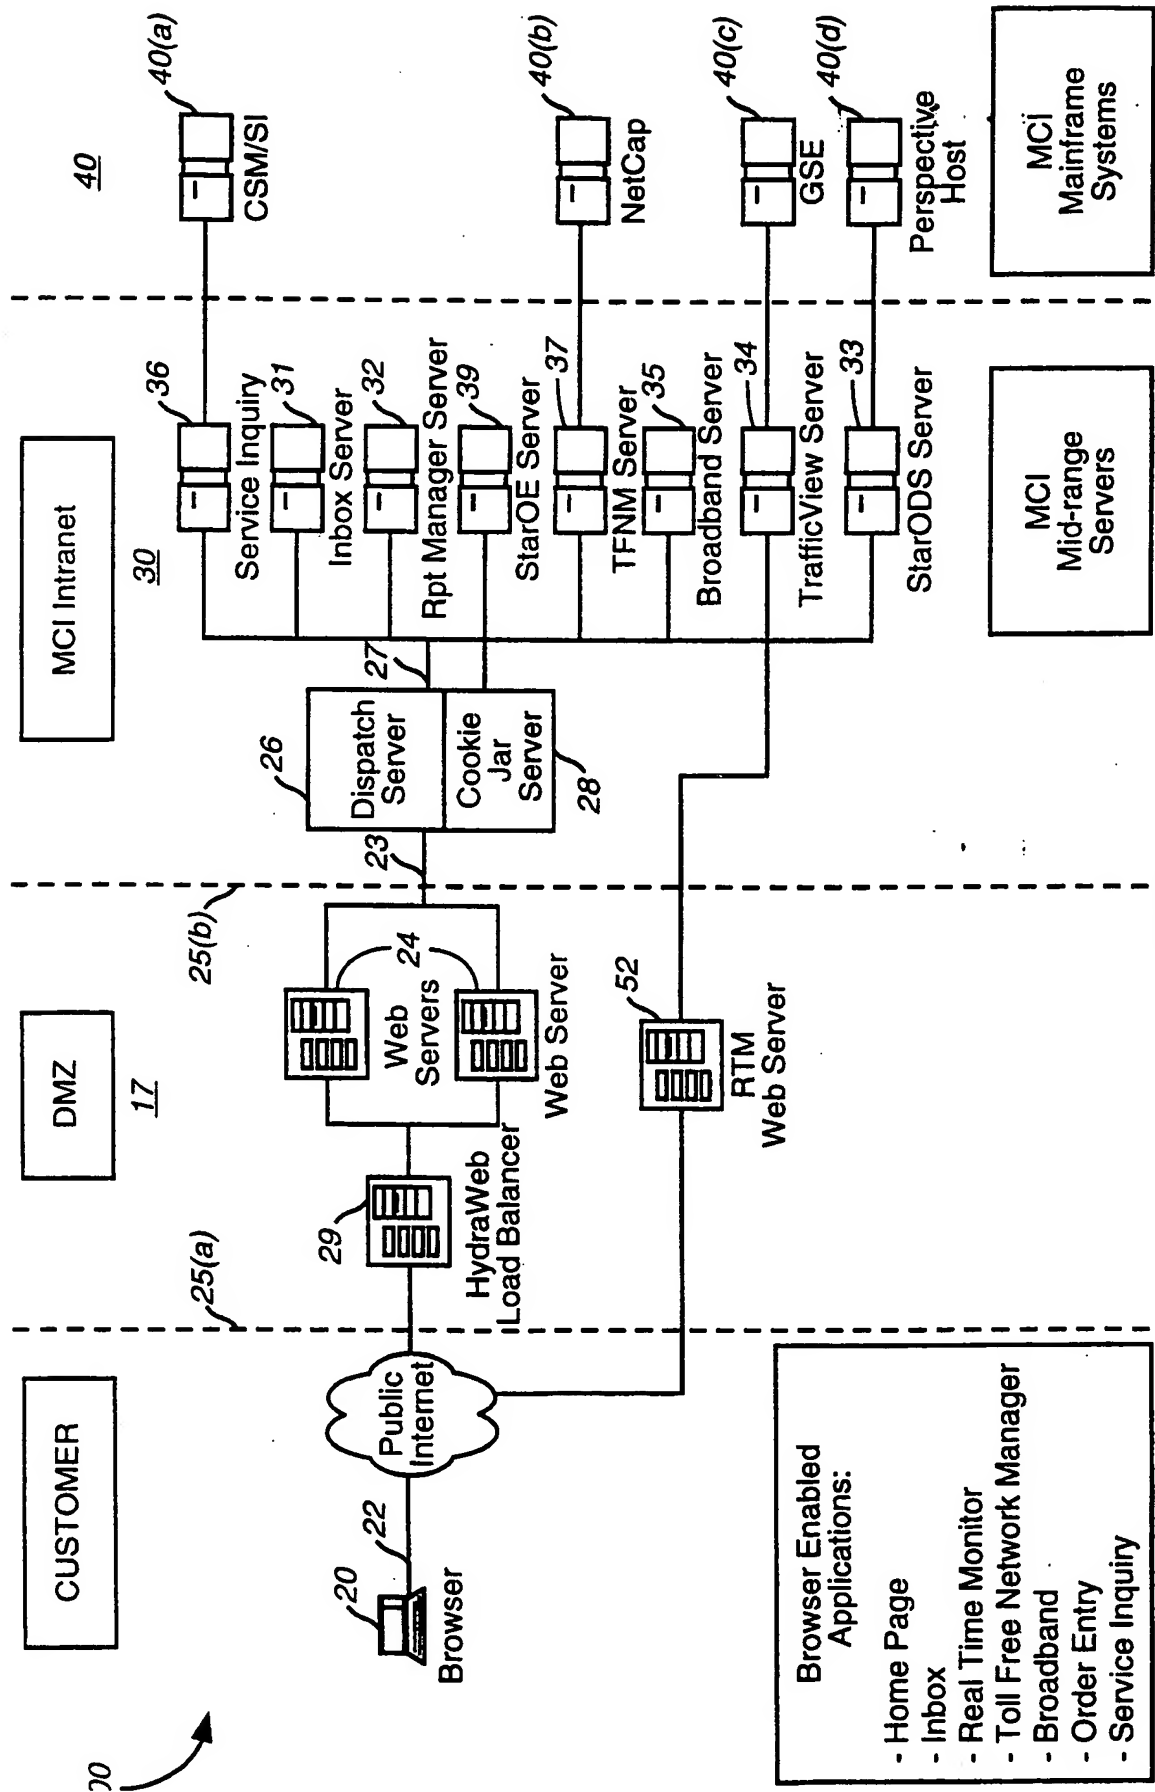 CUSTOMER
DMZ
17
MCI Intranet
30
40
00
25(a)
25(b)
20
22
Browser
Public
Internet
29
HydraWeb
Load Balancer
24
Web
Servers
Web Server
52
RTM
Web Server
23
26
Dispatch
Server
Cookie
Jar
Server
28
27
36
Service Inquiry
31
Inbox Server
32
Rpt Manager Server
39
StarOE Server
37
TFNM Server
35
Broadband Server
34
TrafficView Server
33
StarODS Server
40(a)
CSM/SI
40(b)
NetCap
40(c)
GSE
40(d)
Perspective
Host
Browser Enabled
Applications:
- Home Page
- Inbox
- Real Time Monitor
- Toll Free Network Manager
- Broadband
- Order Entry
- Service Inquiry
MCI
Mid-range
Servers
MCI
Mainframe
Systems